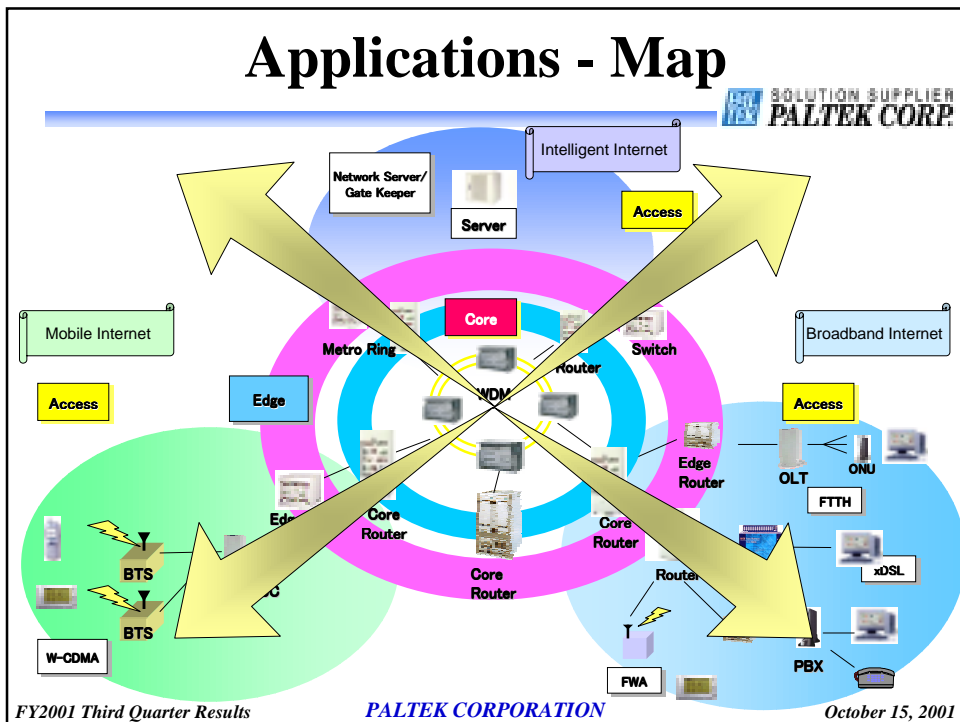 Applications - Map
SOLUTION SUPPLIER
PALTEK CORP.
Intelligent Internet
Network Server/
Gate Keeper
Server
Access
Mobile Internet
Core
Broadband Internet
Metro Ring
Router
Switch
Access
Edge
WDM
Access
Edge
Router
OLT
ONU
FTTH
Core
Router
Core
Router
Core
Router
Router
xDSL
BTS
BTS
W-CDMA
FWA
PBX
FY2001 Third Quarter Results
PALTEK CORPORATION
October 15, 2001